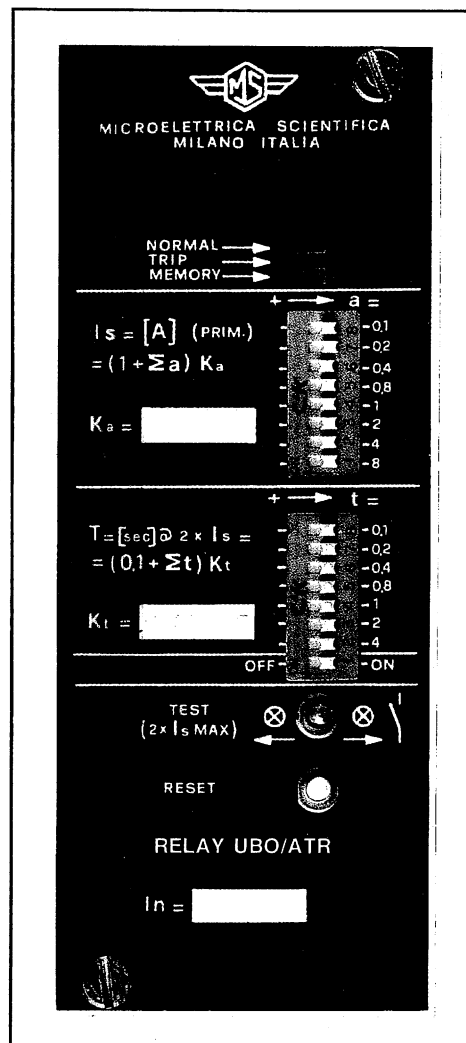 MS
MICROELETTRICA SCIENTIFICA
MILANO ITALIA
NORMAL
TRIP
MEMORY
+ → a =
Is = [A] (PRIM.)
= (1 + Σa) Ka
Ka =
0,1
0,2
0,4
0,8
1
2
4
8
+ → t =
T = [sec] @ 2 x Is =
= (0,1 + Σt) Kt
Kt =
0,1
0,2
0,4
0,8
1
2
4
OFF ON
TEST
(2x Is MAX)
RESET
RELAY UBO/ATR
In =